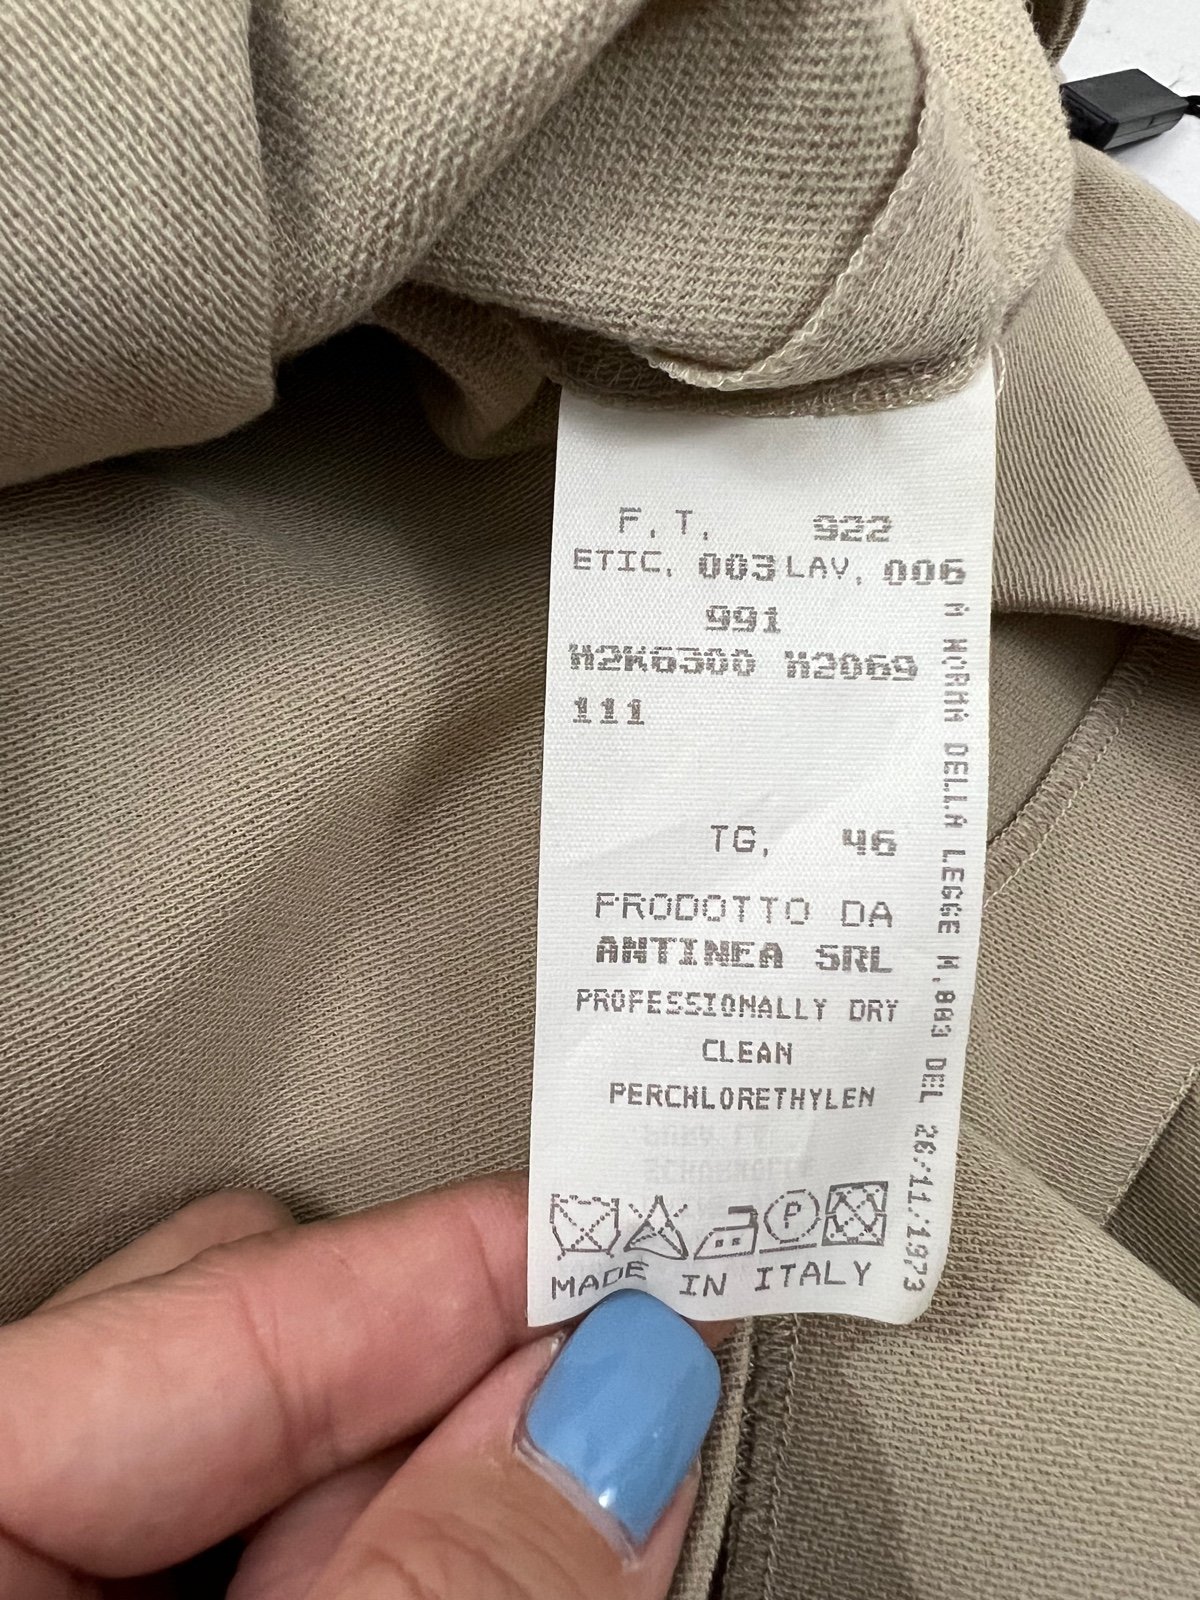 F.T. 922
ETIC. 003 LAV. 006
991
M2K6300 M2069
111
TG. 46
PRODOTTO DA
ANTINEA SRL
PROFESSIONALLY DRY
CLEAN
PERCHLORETHYLEN
P
MADE IN ITALY
A NORMA DELLA LEGGE N.883 DEL 26/11/1973